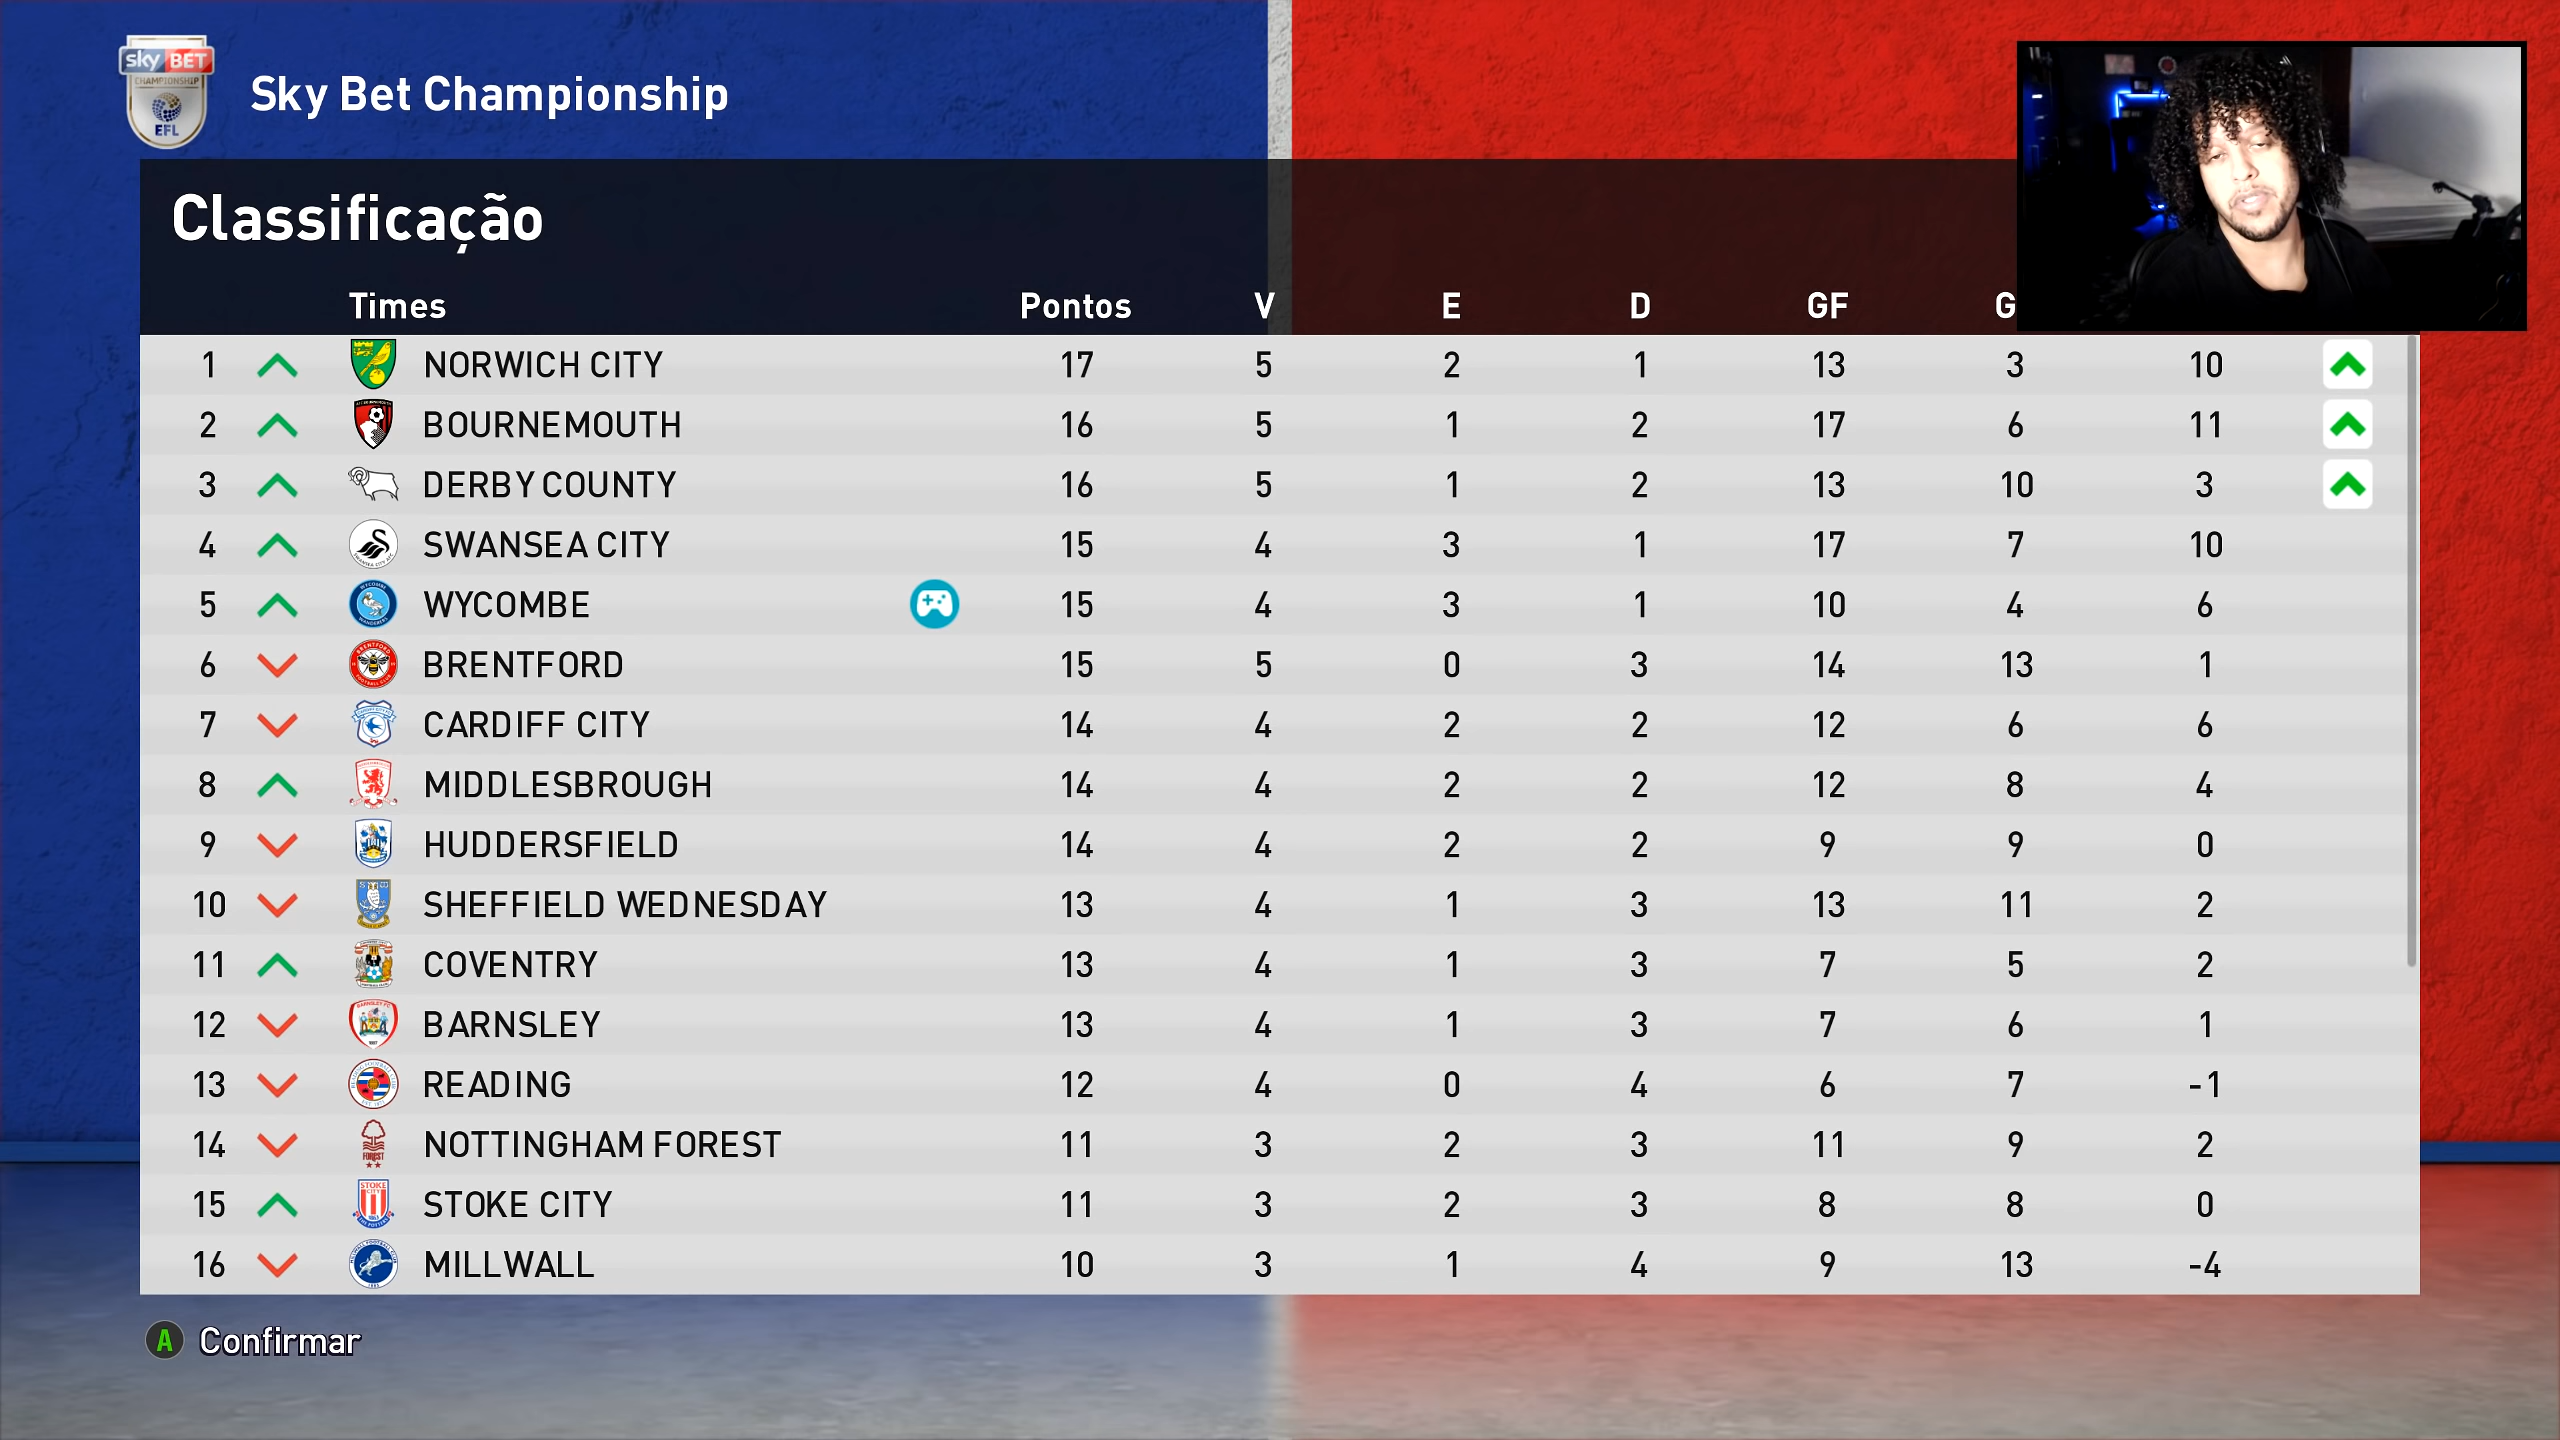 sky BET
CHAMPIONSHIP
EFL
Sky Bet Championship
Classificação
Times Pontos V E D GF
1 NORWICH CITY 17 5 2 1 13 3 10
2 BOURNEMOUTH 16 5 1 2 17 6 11
3 DERBY COUNTY 16 5 1 2 13 10 3
4 SWANSEA CITY 15 4 3 1 17 7 10
5 WYCOMBE 15 4 3 1 10 4 6
6 BRENTFORD 15 5 0 3 14 13 1
7 CARDIFF CITY 14 4 2 2 12 6 6
8 MIDDLESBROUGH 14 4 2 2 12 8 4
9 HUDDERSFIELD 14 4 2 2 9 9 0
10 SHEFFIELD WEDNESDAY 13 4 1 3 13 11 2
11 COVENTRY 13 4 1 3 7 5 2
12 BARNSLEY 13 4 1 3 7 6 1
13 READING 12 4 0 4 6 7 -1
14 NOTTINGHAM FOREST 11 3 2 3 11 9 2
15 STOKE CITY 11 3 2 3 8 8 0
16 MILLWALL 10 3 1 4 9 13 -4
A Confirmar